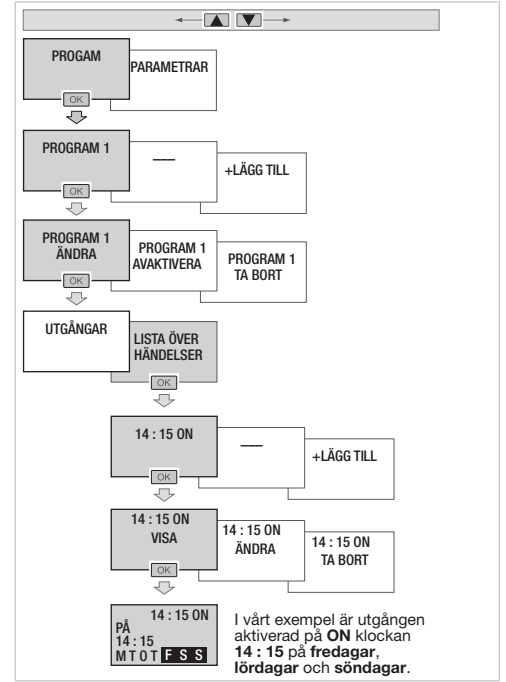 PROGAM
PARAMETRAR
OK
PROGRAM 1
___
+LÄGG TILL
OK
PROGRAM 1
ÄNDRA
PROGRAM 1
AVAKTIVERA
PROGRAM 1
TA BORT
OK
UTGÅNGAR
LISTA ÖVER
HÄNDELSER
OK
14 : 15 ON
___
+LÄGG TILL
OK
14 : 15 ON
VISA
14 : 15 ON
ÄNDRA
14 : 15 ON
TA BORT
OK
14 : 15 ON
PÅ
14 : 15
M T O T F S S
I vårt exempel är utgången
aktiverad på ON klockan
14 : 15 på fredagar,
lördagar och söndagar.